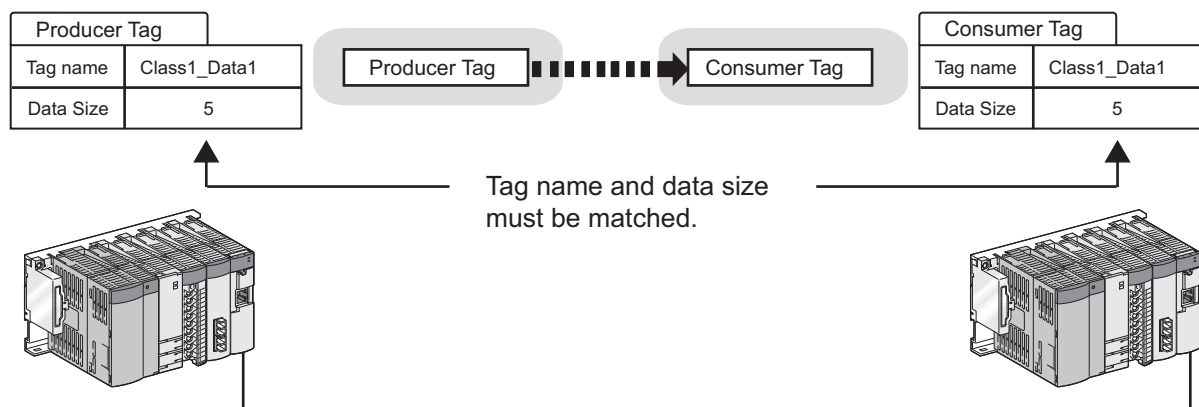 Producer Tag
Tag name Class1_Data1
Data Size 5
Producer Tag
Consumer Tag
Consumer Tag
Tag name Class1_Data1
Data Size 5
Tag name and data size
must be matched.